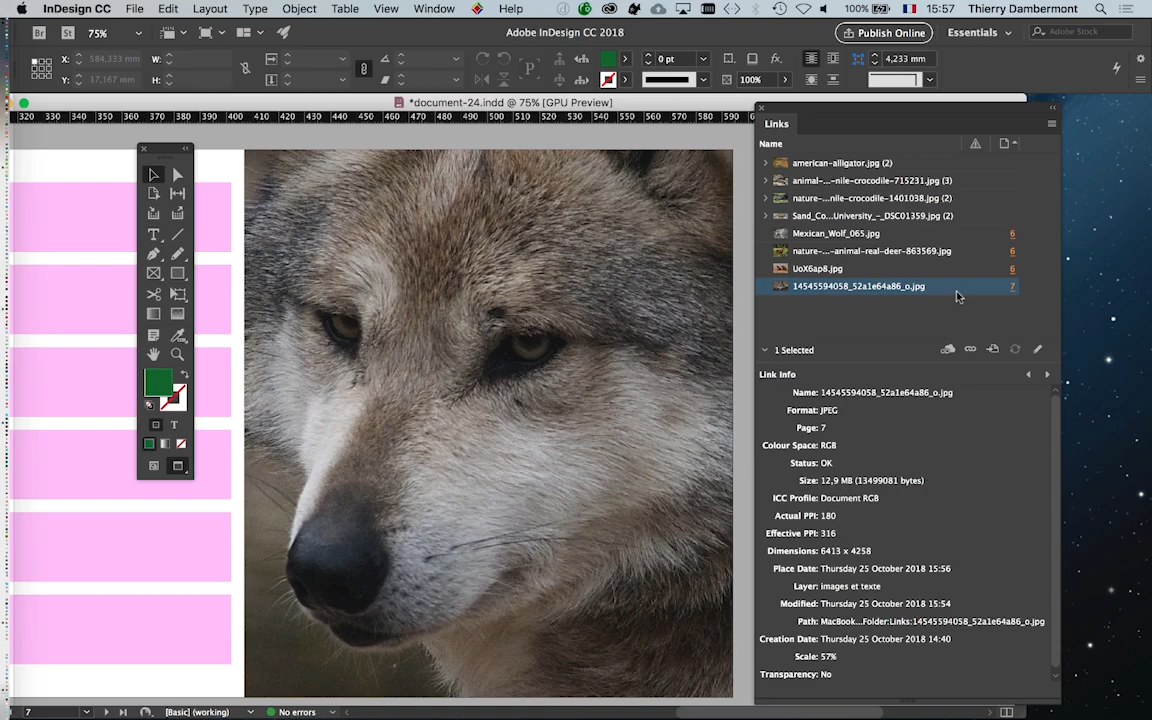 InDesign CC File Edit Layout Type Object Table View Window Help 100% 15:57 Thierry Dambermont
Br St 75% Adobe InDesign CC 2018 Publish Online Essentials Adobe Stock
X: 584,333 mm W: 0 pt 4,233 mm
Y: 37,167 mm H: 100%
*document-24.indd @ 75% [GPU Preview]
320 330 340 350 360 370 380 390 400 410 420 430 440 450 460 470 480 490 500 510 520 530 540 550 560 570 580 590
Links
Name
american-alligator.jpg (2)
animal-...-nile-crocodile-715231.jpg (3)
nature-...nile-crocodile-1401038.jpg (2)
Sand_Co...University_-_DSC01359.jpg (2)
Mexican_Wolf_065.jpg 6
nature-...-animal-real-deer-863569.jpg 6
UoX6ap8.jpg 6
14545594058_52a1e64a86_o.jpg 7
1 Selected
Link Info
Name: 14545594058_52a1e64a86_o.jpg
Format: JPEG
Page: 7
Colour Space: RGB
Status: OK
Size: 12,9 MB (13499081 bytes)
ICC Profile: Document RGB
Actual PPI: 180
Effective PPI: 316
Dimensions: 6413 x 4258
Place Date: Thursday 25 October 2018 15:56
Layer: images et texte
Modified: Thursday 25 October 2018 15:54
Path: MacBook...Folder:Links:14545594058_52a1e64a86_o.jpg
Creation Date: Thursday 25 October 2018 14:40
Scale: 57%
Transparency: No
7 [Basic] (working) No errors